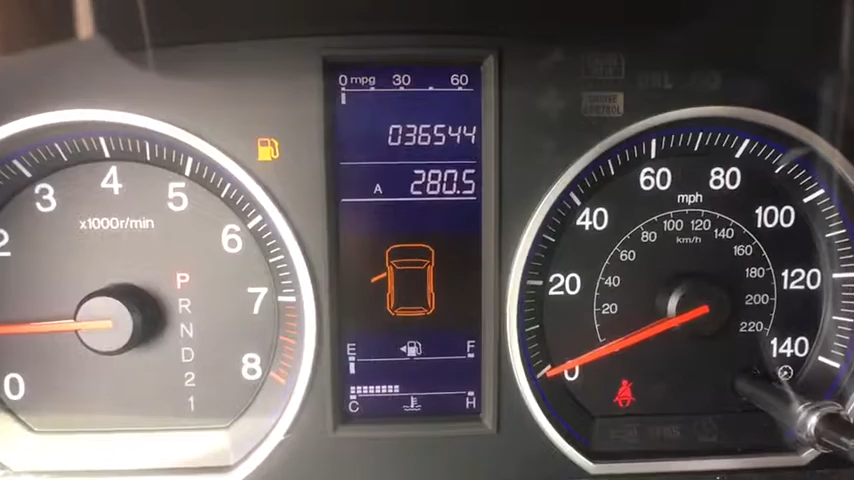 0 mpg 30 60
036544
A 280.5
E F
C H
2 3 4 5 6 7 8
0
x1000r/min
P
R
N
D
2
1
0 20 40 60 80 100 120 140
mph
20 40 60 80 100 120 140 160 180 200 220
km/h